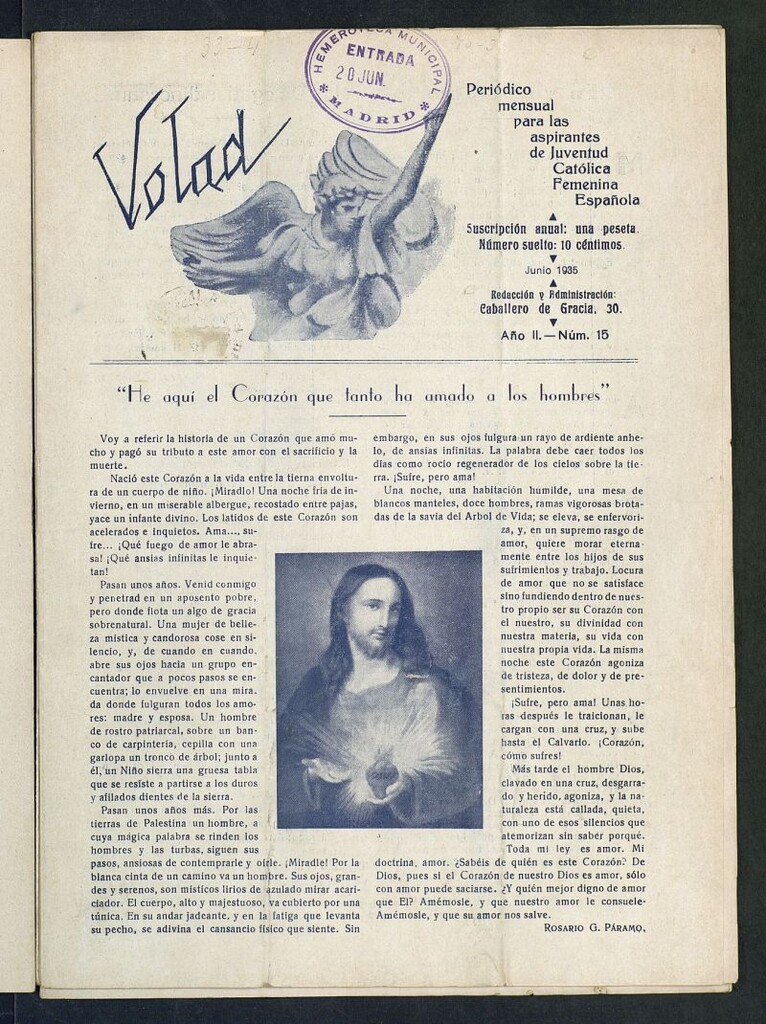 33-4
HEMEROTECA MUNICIPAL
ENTRADA
20 JUN.
* MADRID *
Volad
Periódico
mensual
para las
aspirantes
de Juventud
Católica
Femenina
Española
Suscripción anual: una peseta.
Número suelto: 10 céntimos.
Junio 1935
Redacción y Administración:
Caballero de Gracia, 30.
Año II.—Núm. 15
“He aquí el Corazón que tanto ha amado a los hombres”
Voy a referir la historia de un Corazón que amó mu-
cho y pagó su tributo a este amor con el sacrificio y la
muerte.
Nació este Corazón a la vida entre la tierna envoltu-
ra de un cuerpo de niño. ¡Miradlo! Una noche fría de in-
vierno, en un miserable albergue, recostado entre pajas,
yace un infante divino. Los latidos de este Corazón son
acelerados e inquietos. Ama..., su-
fre... ¡Qué fuego de amor le abra-
sa! ¡Qué ansias infinitas le inquie-
tan!
Pasan unos años. Venid conmigo
y penetrad en un aposento pobre,
pero donde flota un algo de gracia
sobrenatural. Una mujer de belle-
za mística y candorosa cose en si-
lencio, y, de cuando en cuando,
abre sus ojos hacia un grupo en-
cantador que a pocos pasos se en-
cuentra; lo envuelve en una mira-
da donde fulguran todos los amo-
res: madre y esposa. Un hombre
de rostro patriarcal, sobre un ban-
co de carpintería, cepilla con una
garlopa un tronco de árbol; junto a
él, un Niño sierra una gruesa tabla
que se resiste a partirse a los duros
y afilados dientes de la sierra.
Pasan unos años más. Por las
tierras de Palestina un hombre, a
cuya mágica palabra se rinden los
hombres y las turbas, siguen sus
pasos, ansiosas de contemprarle y oírle. ¡Miradle! Por la
blanca cinta de un camino va un hombre. Sus ojos, gran-
des y serenos, son místicos lirios de azulado mirar acari-
ciador. El cuerpo, alto y majestuoso, va cubierto por una
túnica. En su andar jadeante, y en la fatiga que levanta
su pecho, se adivina el cansancio físico que siente. Sin
embargo, en sus ojos fulgura un rayo de ardiente anhe-
lo, de ansias infinitas. La palabra debe caer todos los
días como rocío regenerador de los cielos sobre la tie-
rra. ¡Sufre, pero ama!
Una noche, una habitación humilde, una mesa de
blancos manteles, doce hombres, ramas vigorosas brota-
das de la savia del Arbol de Vida; se eleva, se enfervori-
za, y, en un supremo rasgo de
amor, quiere morar eterna-
mente entre los hijos de sus
sufrimientos y trabajo. Locura
de amor que no se satisface
sino fundiendo dentro de nues-
tro propio ser su Corazón con
el nuestro, su divinidad con
nuestra materia, su vida con
nuestra propia vida. La misma
noche este Corazón agoniza
de tristeza, de dolor y de pre-
sentimientos.
¡Sufre, pero ama! Unas ho-
ras después le traicionan, le
cargan con una cruz, y sube
hasta el Calvario. ¡Corazón,
cómo sufres!
Más tarde el hombre Dios,
clavado en una cruz, desgarra-
do y herido, agoniza, y la na-
turaleza está callada, quieta,
con uno de esos silencios que
atemorizan sin saber porqué.
Toda mi ley es amor. Mi
doctrina, amor. ¿Sabéis de quién es este Corazón? De
Dios, pues si el Corazón de nuestro Dios es amor, sólo
con amor puede saciarse. ¿Y quién mejor digno de amor
que El? Amémosle, y que nuestro amor le consuele.
Amémosle, y que su amor nos salve.
ROSARIO G. PÁRAMO.